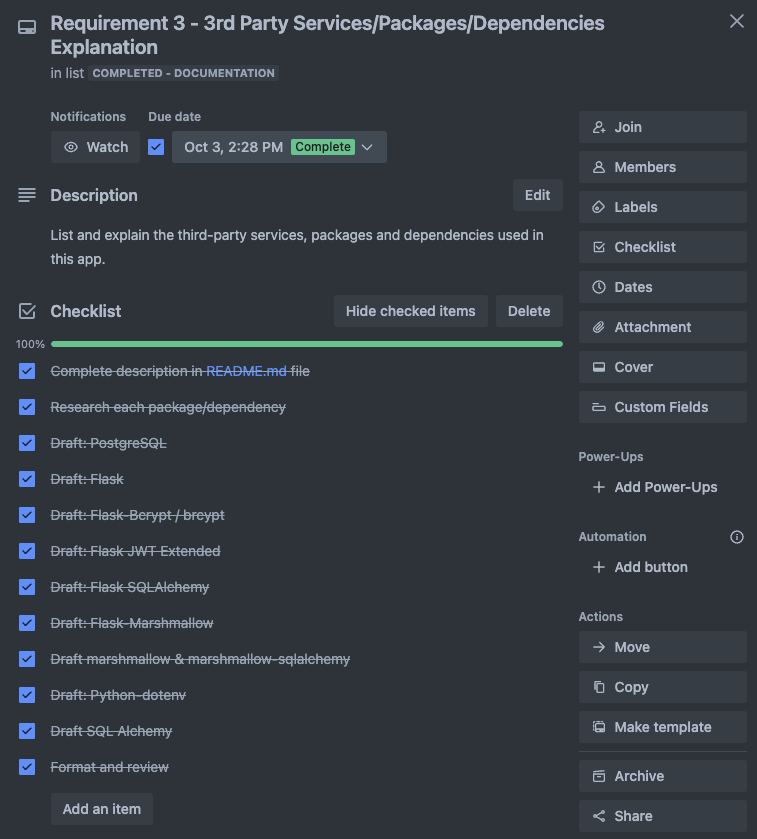 Requirement 3 - 3rd Party Services/Packages/Dependencies
Explanation
in list COMPLETED - DOCUMENTATION
Notifications
Due date
Watch
Oct 3, 2:28 PM Complete
Description
Edit
List and explain the third-party services, packages and dependencies used in
this app.
Checklist
Hide checked items
Delete
100%
Complete description in README.md file
Research each package/dependency
Draft: PostgreSQL
Draft: Flask
Draft: Flask-Bcrypt / brcypt
Draft: Flask JWT Extended
Draft: Flask SQLAlchemy
Draft: Flask-Marshmallow
Draft marshmallow & marshmallow-sqlalchemy
Draft: Python-dotenv
Draft SQL Alchemy
Format and review
Add an item
Join
Members
Labels
Checklist
Dates
Attachment
Cover
Custom Fields
Power-Ups
Add Power-Ups
Automation
Add button
Actions
Move
Copy
Make template
Archive
Share